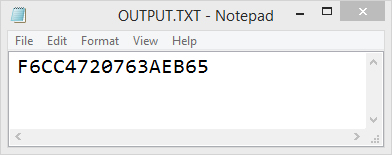 OUTPUT.TXT - Notepad
File Edit Format View Help
F6CC4720763AEB65